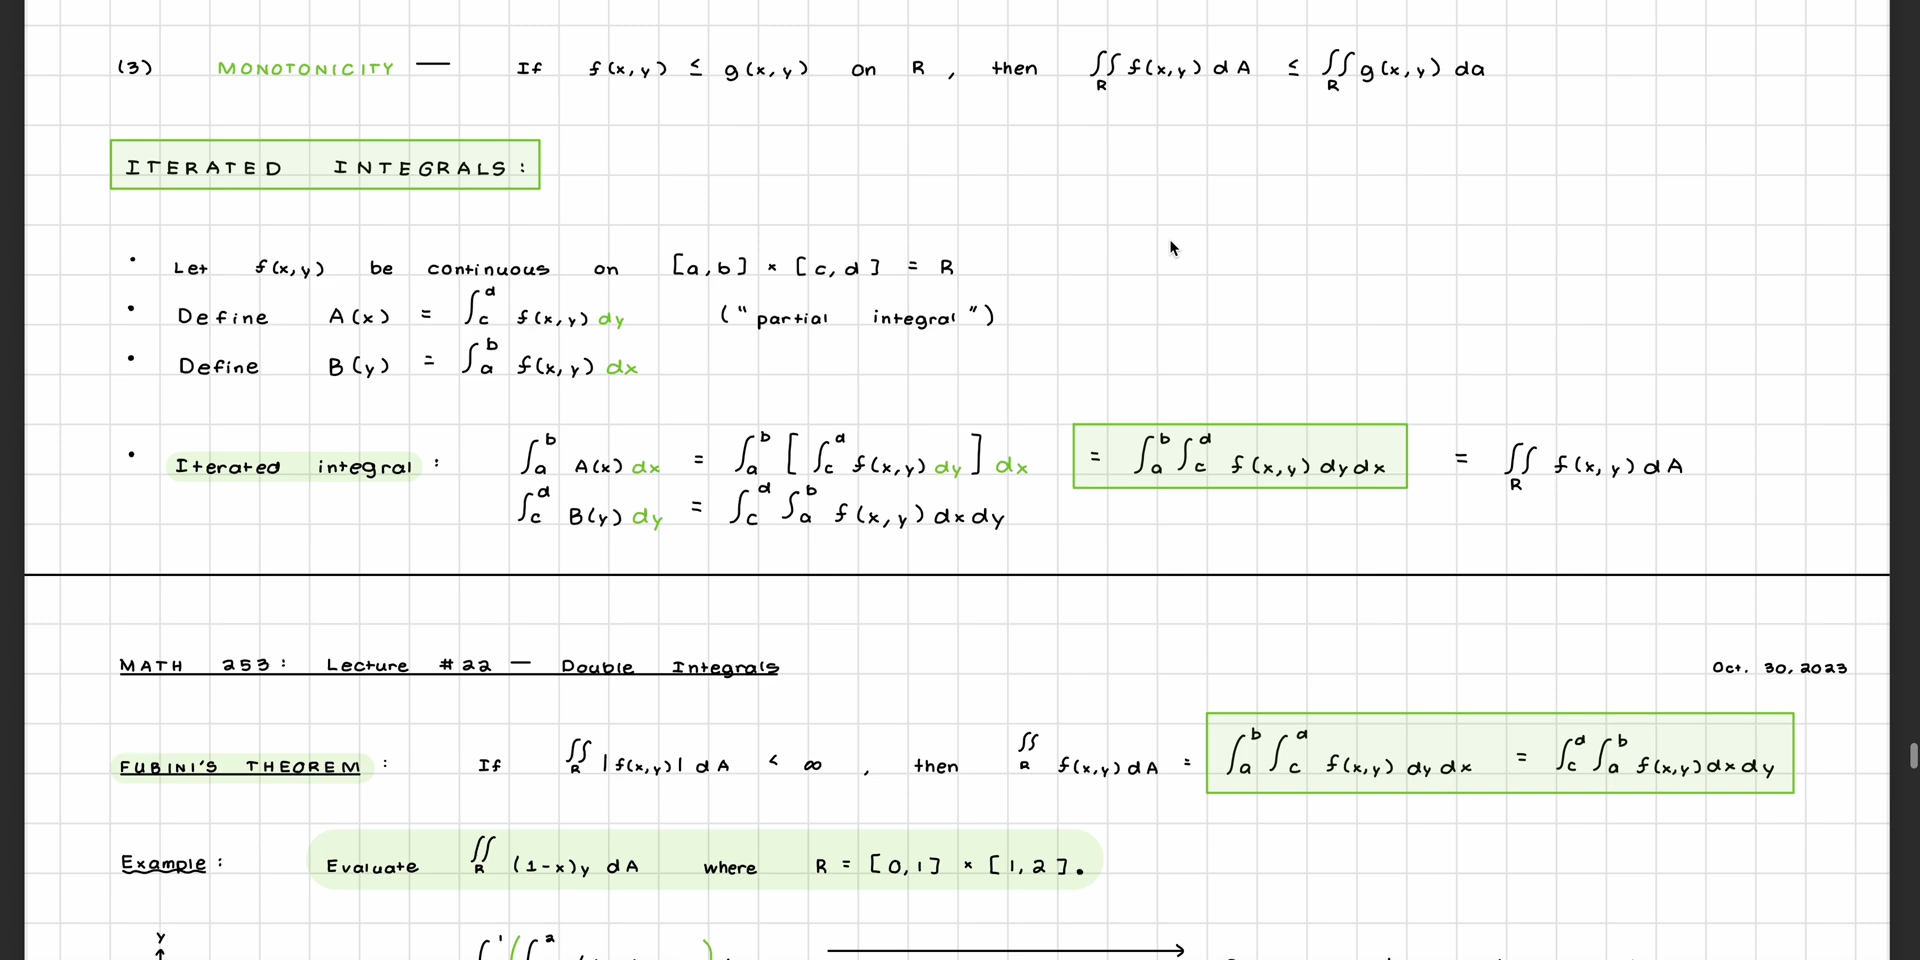 (3) MONOTONICITY — If f(x,y) ≤ g(x,y) on R, then ∬_R f(x,y) dA ≤ ∬_R g(x,y) da
ITERATED INTEGRALS:
• Let f(x,y) be continuous on [a,b] × [c,d] = R
• Define A(x) = ∫_c^d f(x,y) dy ("partial integral")
• Define B(y) = ∫_a^b f(x,y) dx
• Iterated integral: ∫_a^b A(x) dx = ∫_a^b [∫_c^d f(x,y) dy] dx = ∫_a^b ∫_c^d f(x,y) dy dx = ∬_R f(x,y) dA
∫_c^d B(y) dy = ∫_c^d ∫_a^b f(x,y) dx dy
MATH 253: Lecture #22 — Double Integrals Oct. 30, 2023
FUBINI'S THEOREM: If ∬_R |f(x,y)| dA < ∞, then ∬_R f(x,y) dA = ∫_a^b ∫_c^d f(x,y) dy dx = ∫_c^d ∫_a^b f(x,y) dx dy
Example: Evaluate ∬_R (1-x)y dA where R = [0,1] × [1,2].
y